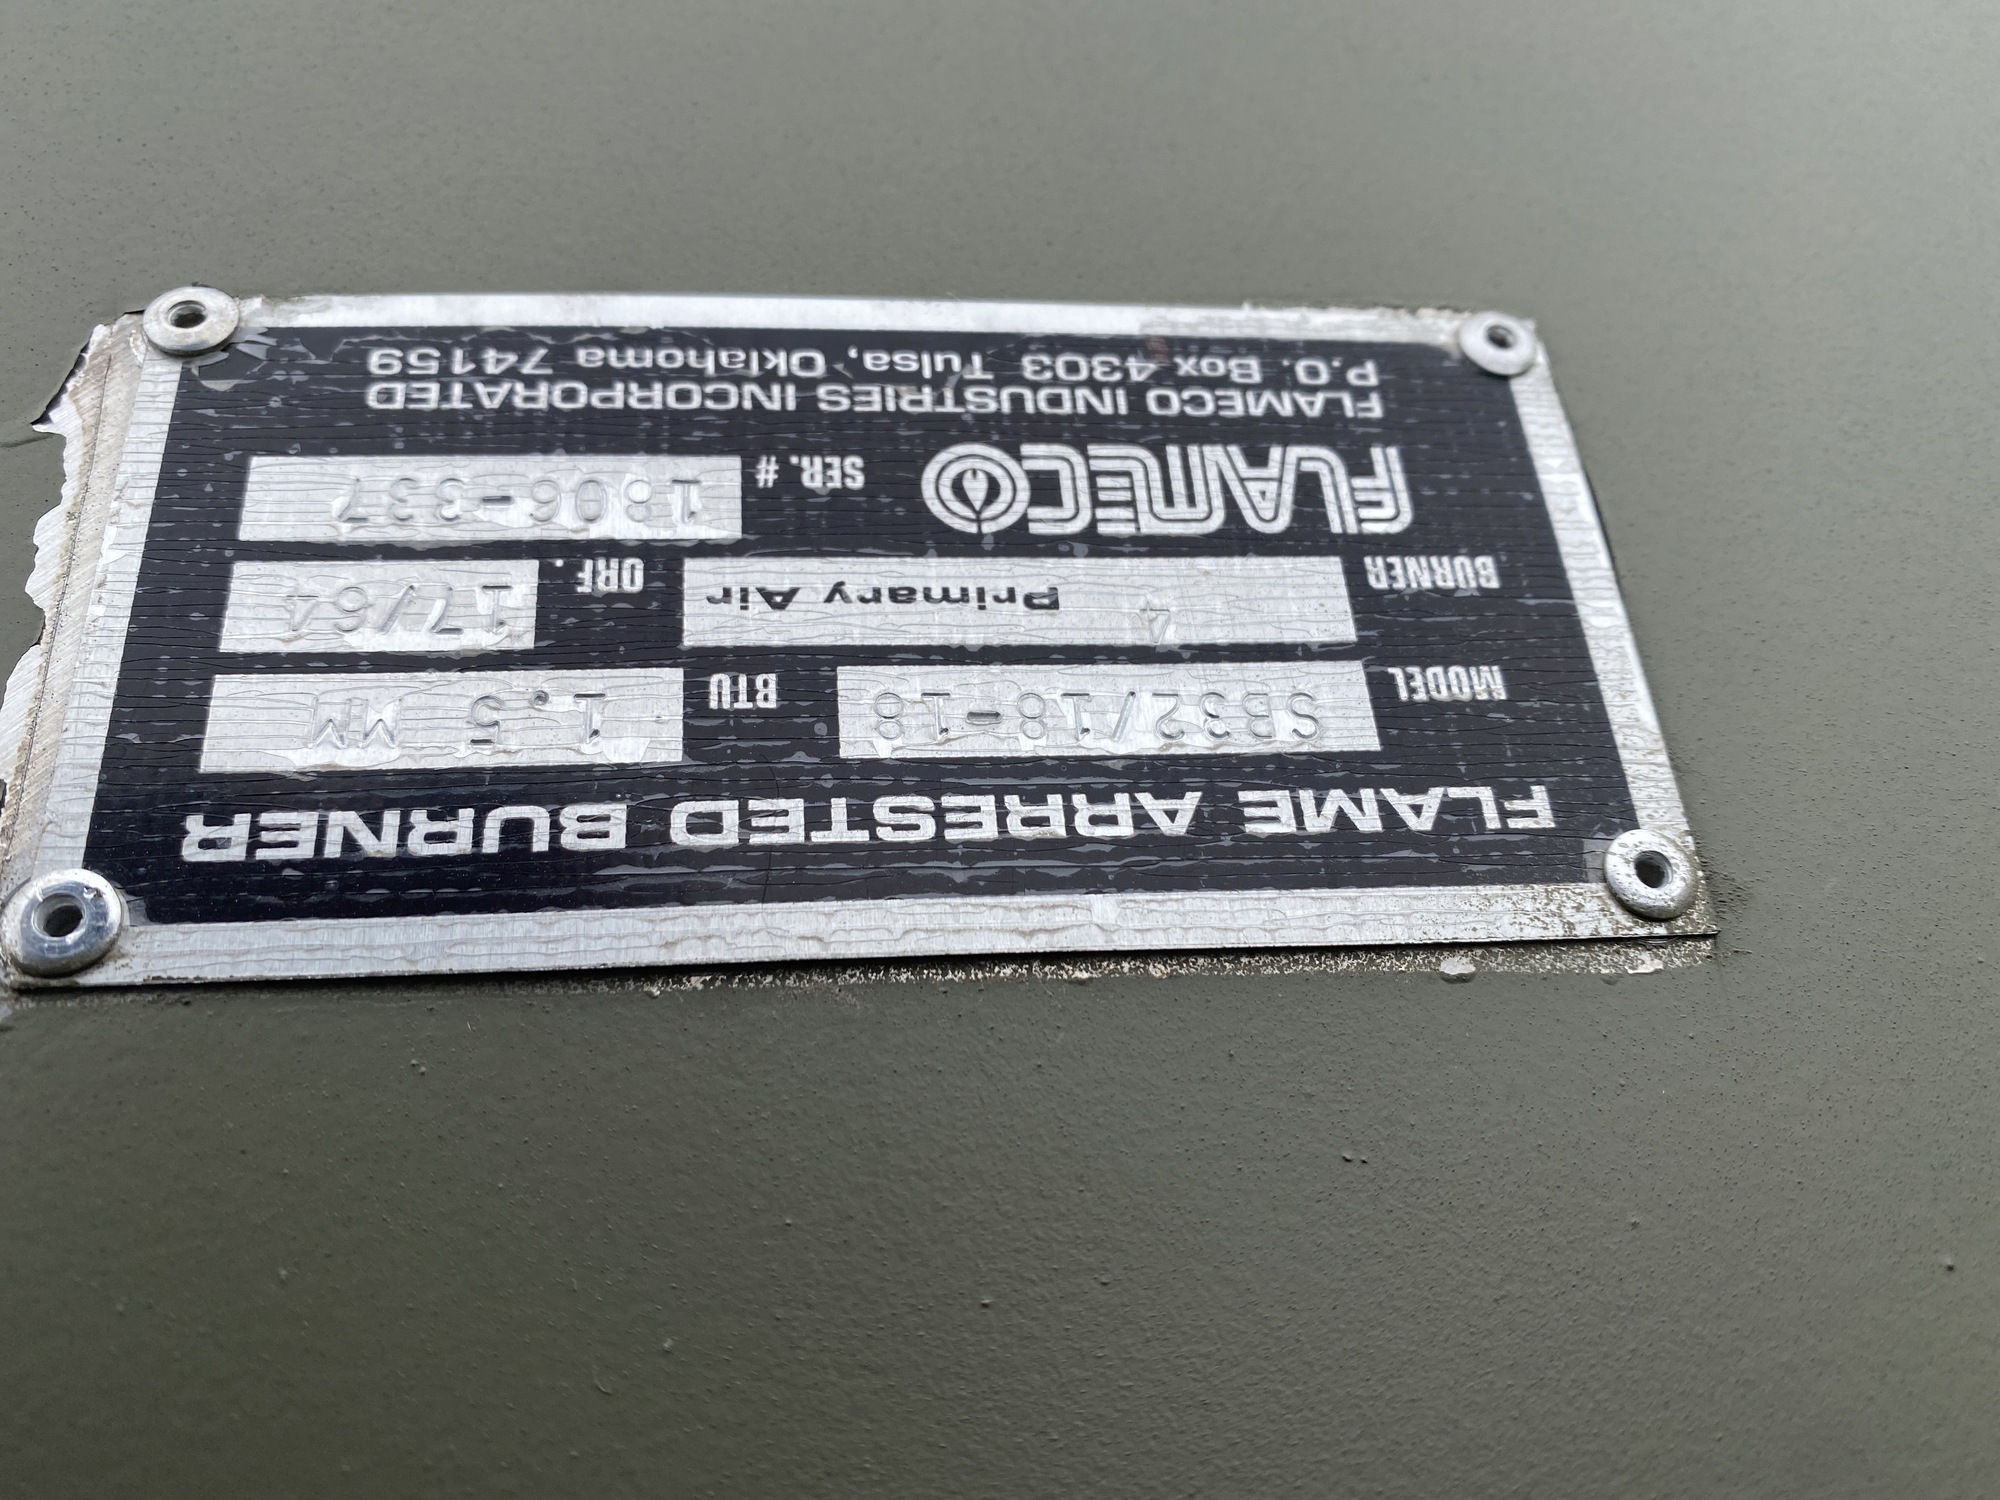 FLAME ARRESTED BURNER
MODEL SB32/18-18 BTU 1.5 MM
BURNER 4 Primary Air ORF. 17/64
FLAMECO SER. # 1806-337
FLAMECO INDUSTRIES INCORPORATED
P.O. Box 4303 Tulsa, Oklahoma 74159